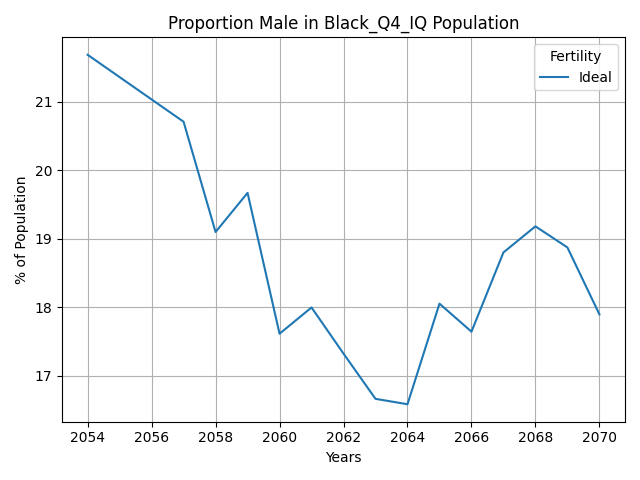 Proportion Male in Black_Q4_IQ Population
Fertility
Ideal
% of Population
21
20
19
18
17
2054 2056 2058 2060 2062 2064 2066 2068 2070
Years